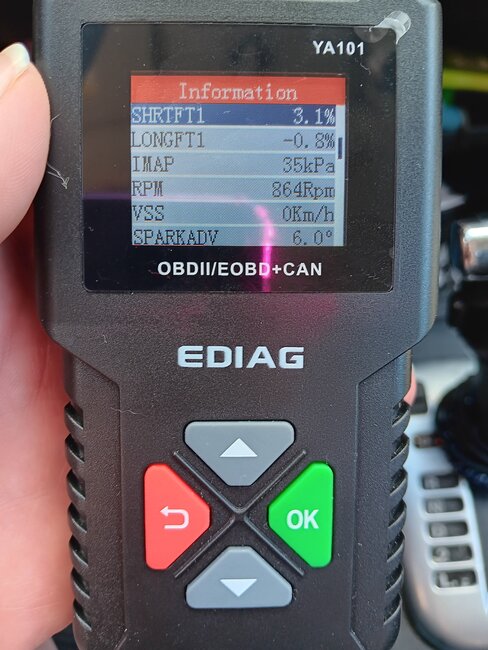 YA101
Information
SHRTFT1 3.1%
LONGFT1 -0.8%
IMAP 35kPa
RPM 864Rpm
VSS 0Km/h
SPARKADV 6.0°
OBDII/EOBD+CAN
EDIAG
OK